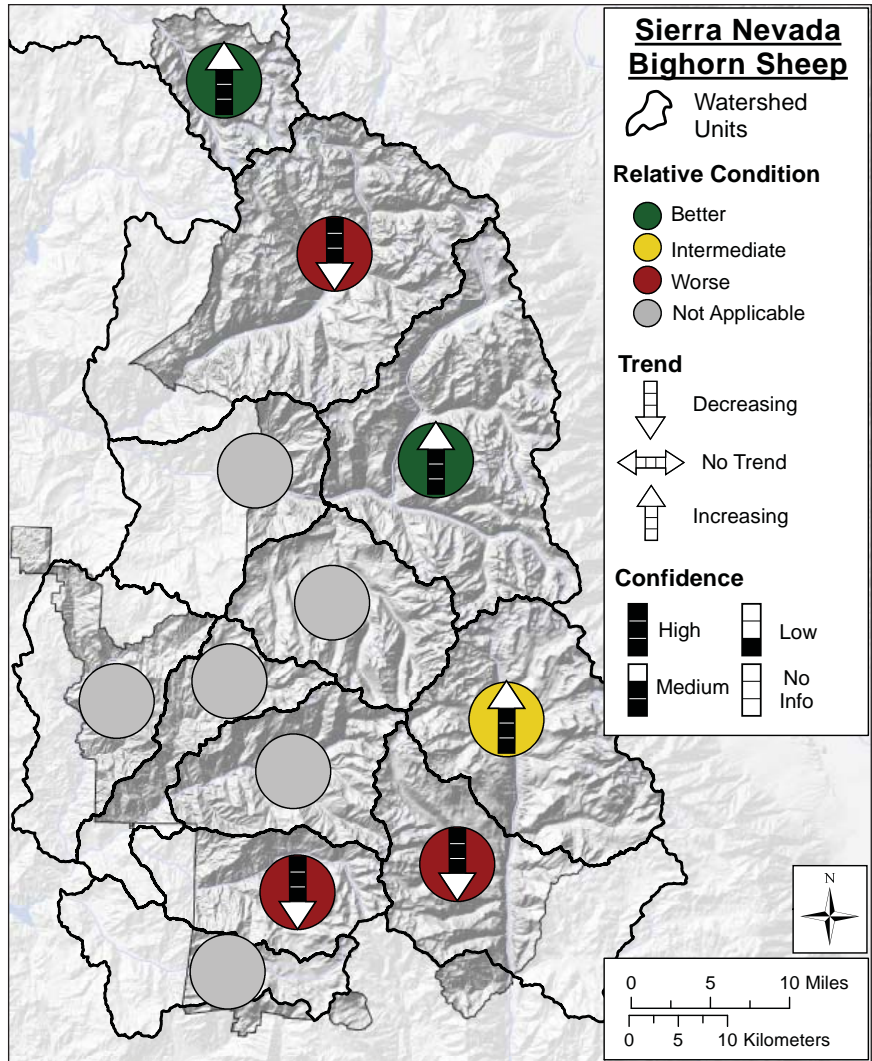 Sierra Nevada
Bighorn Sheep
Watershed
Units
Relative Condition
Better
Intermediate
Worse
Not Applicable
Trend
Decreasing
No Trend
Increasing
Confidence
High
Low
Medium
No
Info
N
0 5 10 Miles
0 5 10 Kilometers